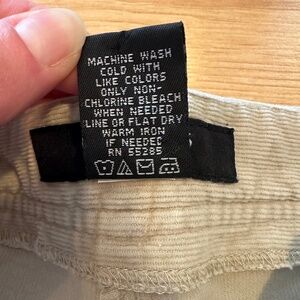 MACHINE WASH
COLD WITH
LIKE COLORS
ONLY NON-
CHLORINE BLEACH
WHEN NEEDED
LINE OR FLAT DRY
WARM IRON
IF NEEDED
RN 55285